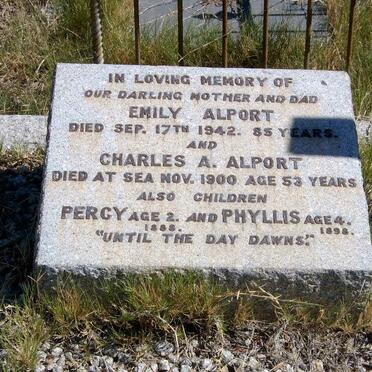 IN LOVING MEMORY OF
OUR DARLING MOTHER AND DAD
EMILY ALPORT
DIED SEP. 17TH 1942. 85 YEARS.
AND
CHARLES A. ALPORT
DIED AT SEA NOV. 1900 AGE 53 YEARS
ALSO CHILDREN
PERCY AGE 2. AND PHYLLIS AGE 4.
1888. 1898.
"UNTIL THE DAY DAWNS."